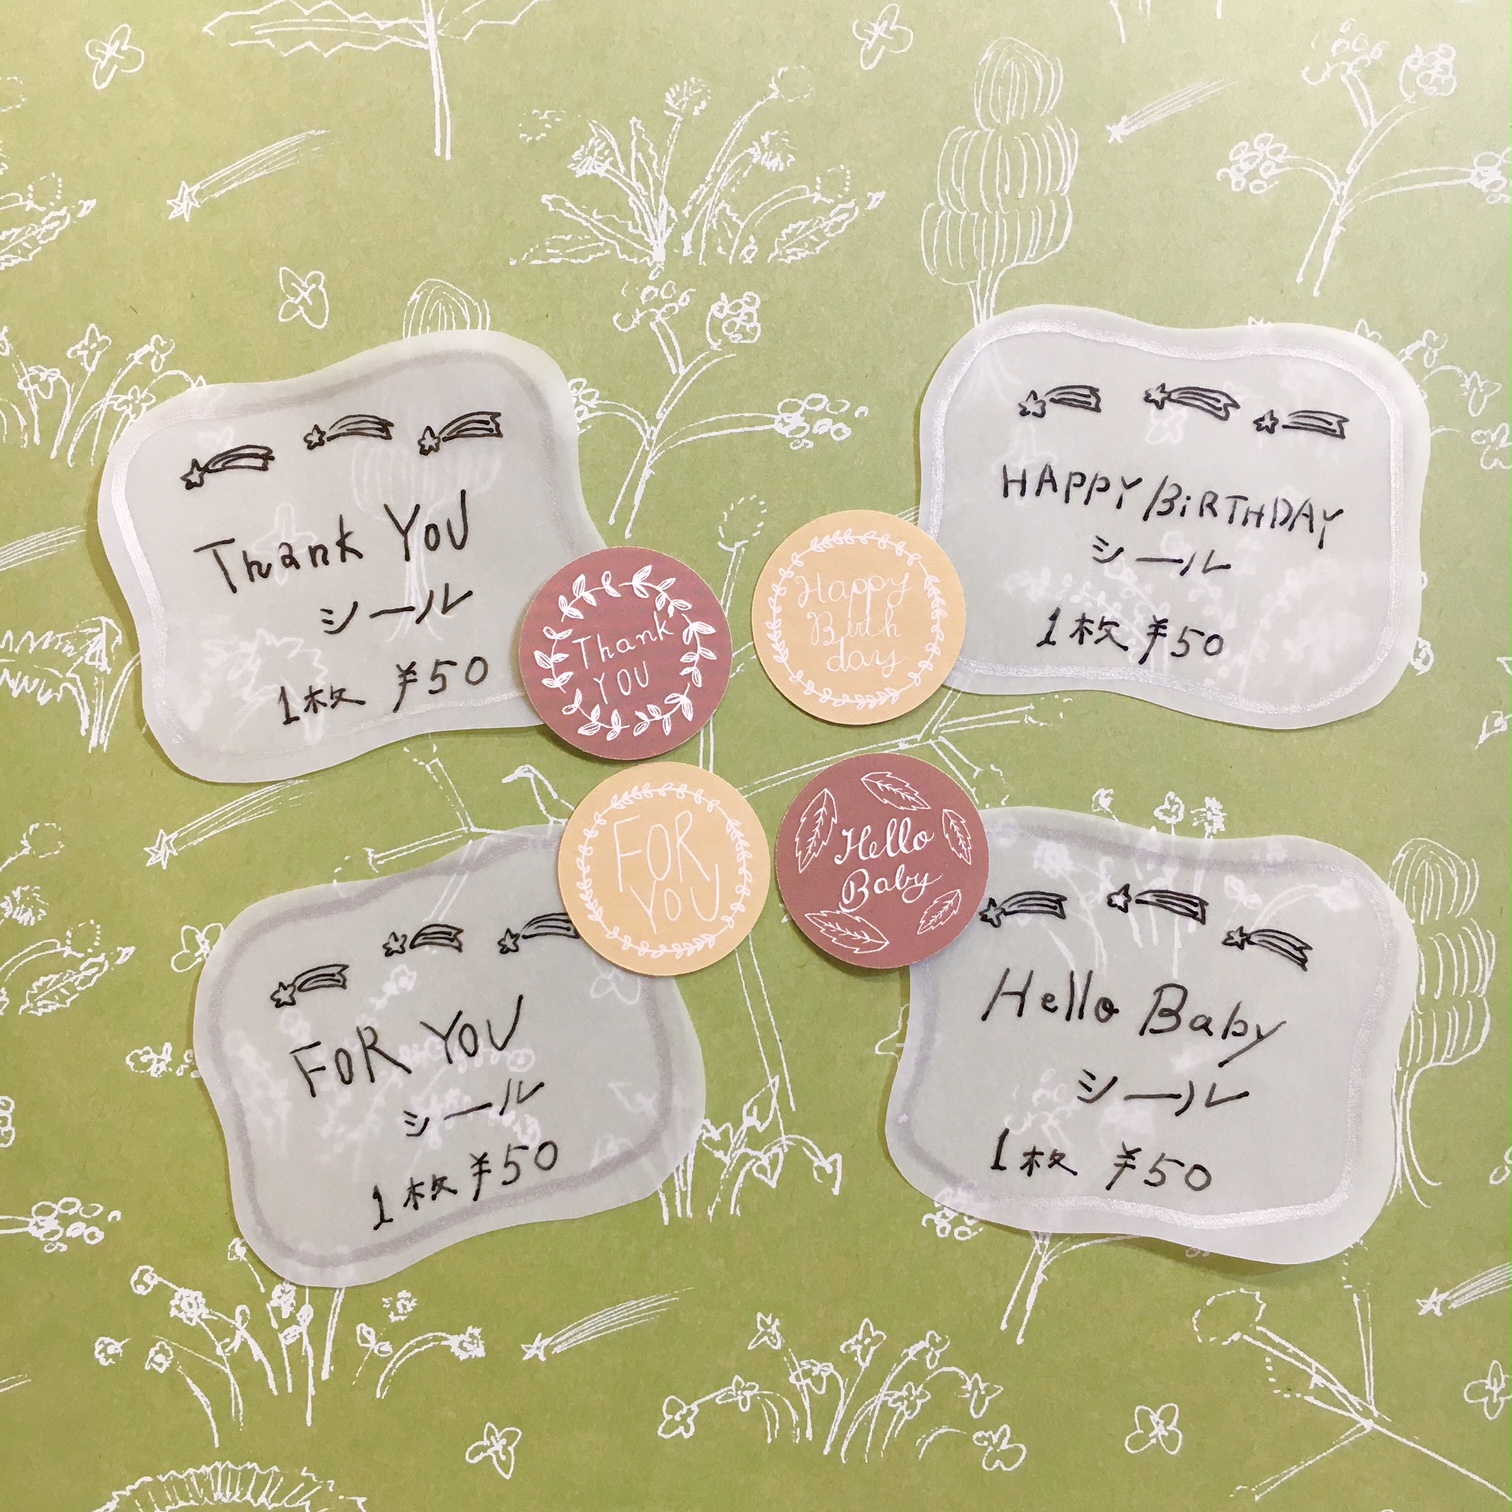 Thank YOU
シール
1枚 ¥50
Thank
YOU
Happy
Birth
day
HAPPY BIRTHDAY
シール
1枚 ¥50
FOR YOU
シール
1枚 ¥50
FOR
YOU
Hello
Baby
Hello Baby
シール
1枚 ¥50